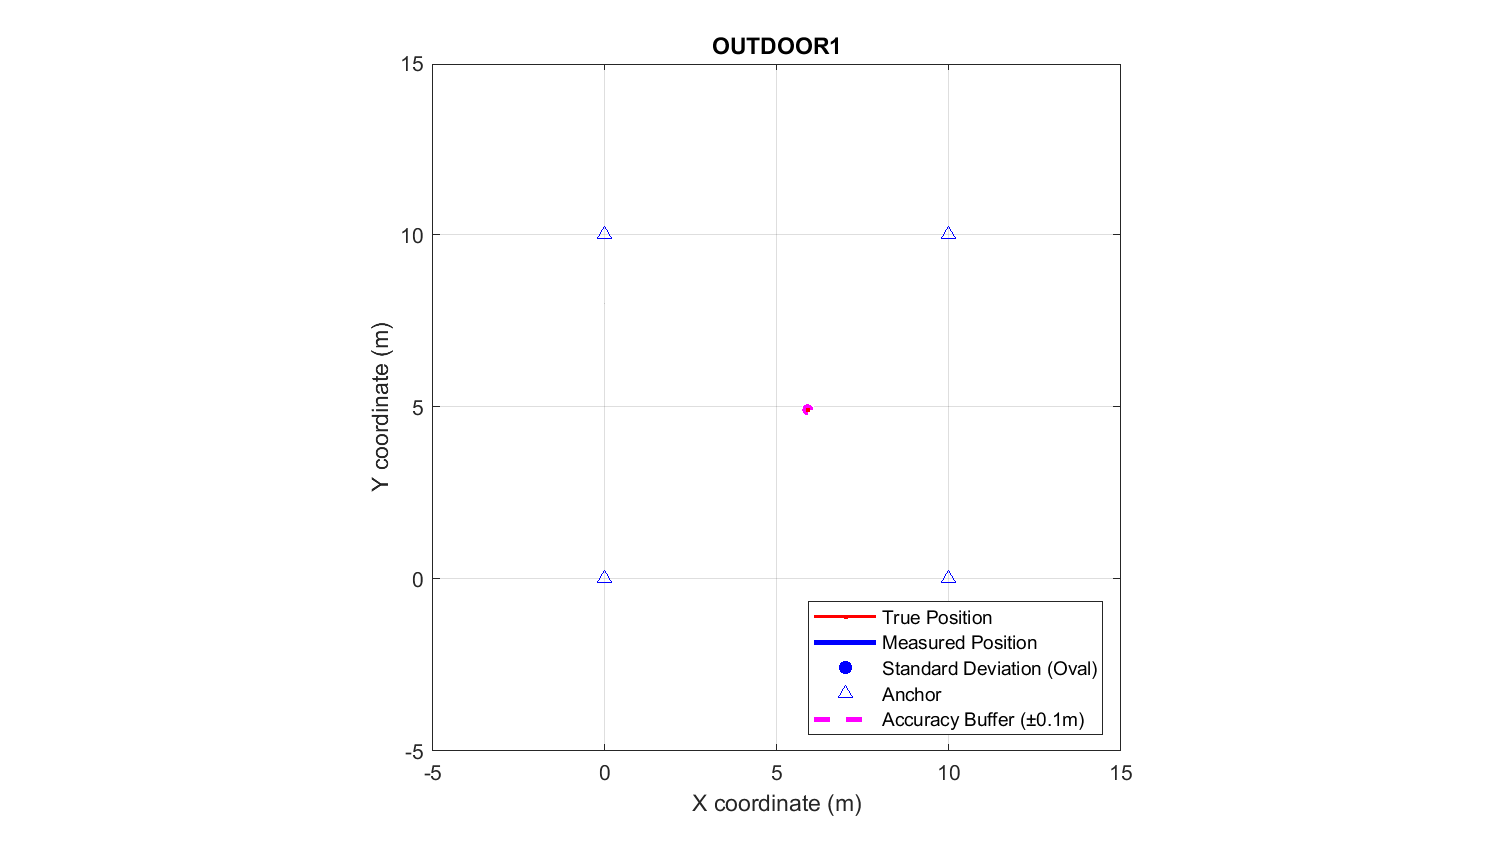 OUTDOOR1
15
10
5
0
-5
-5 0 5 10 15
X coordinate (m)
Y coordinate (m)
True Position
Measured Position
Standard Deviation (Oval)
Anchor
Accuracy Buffer (±0.1m)